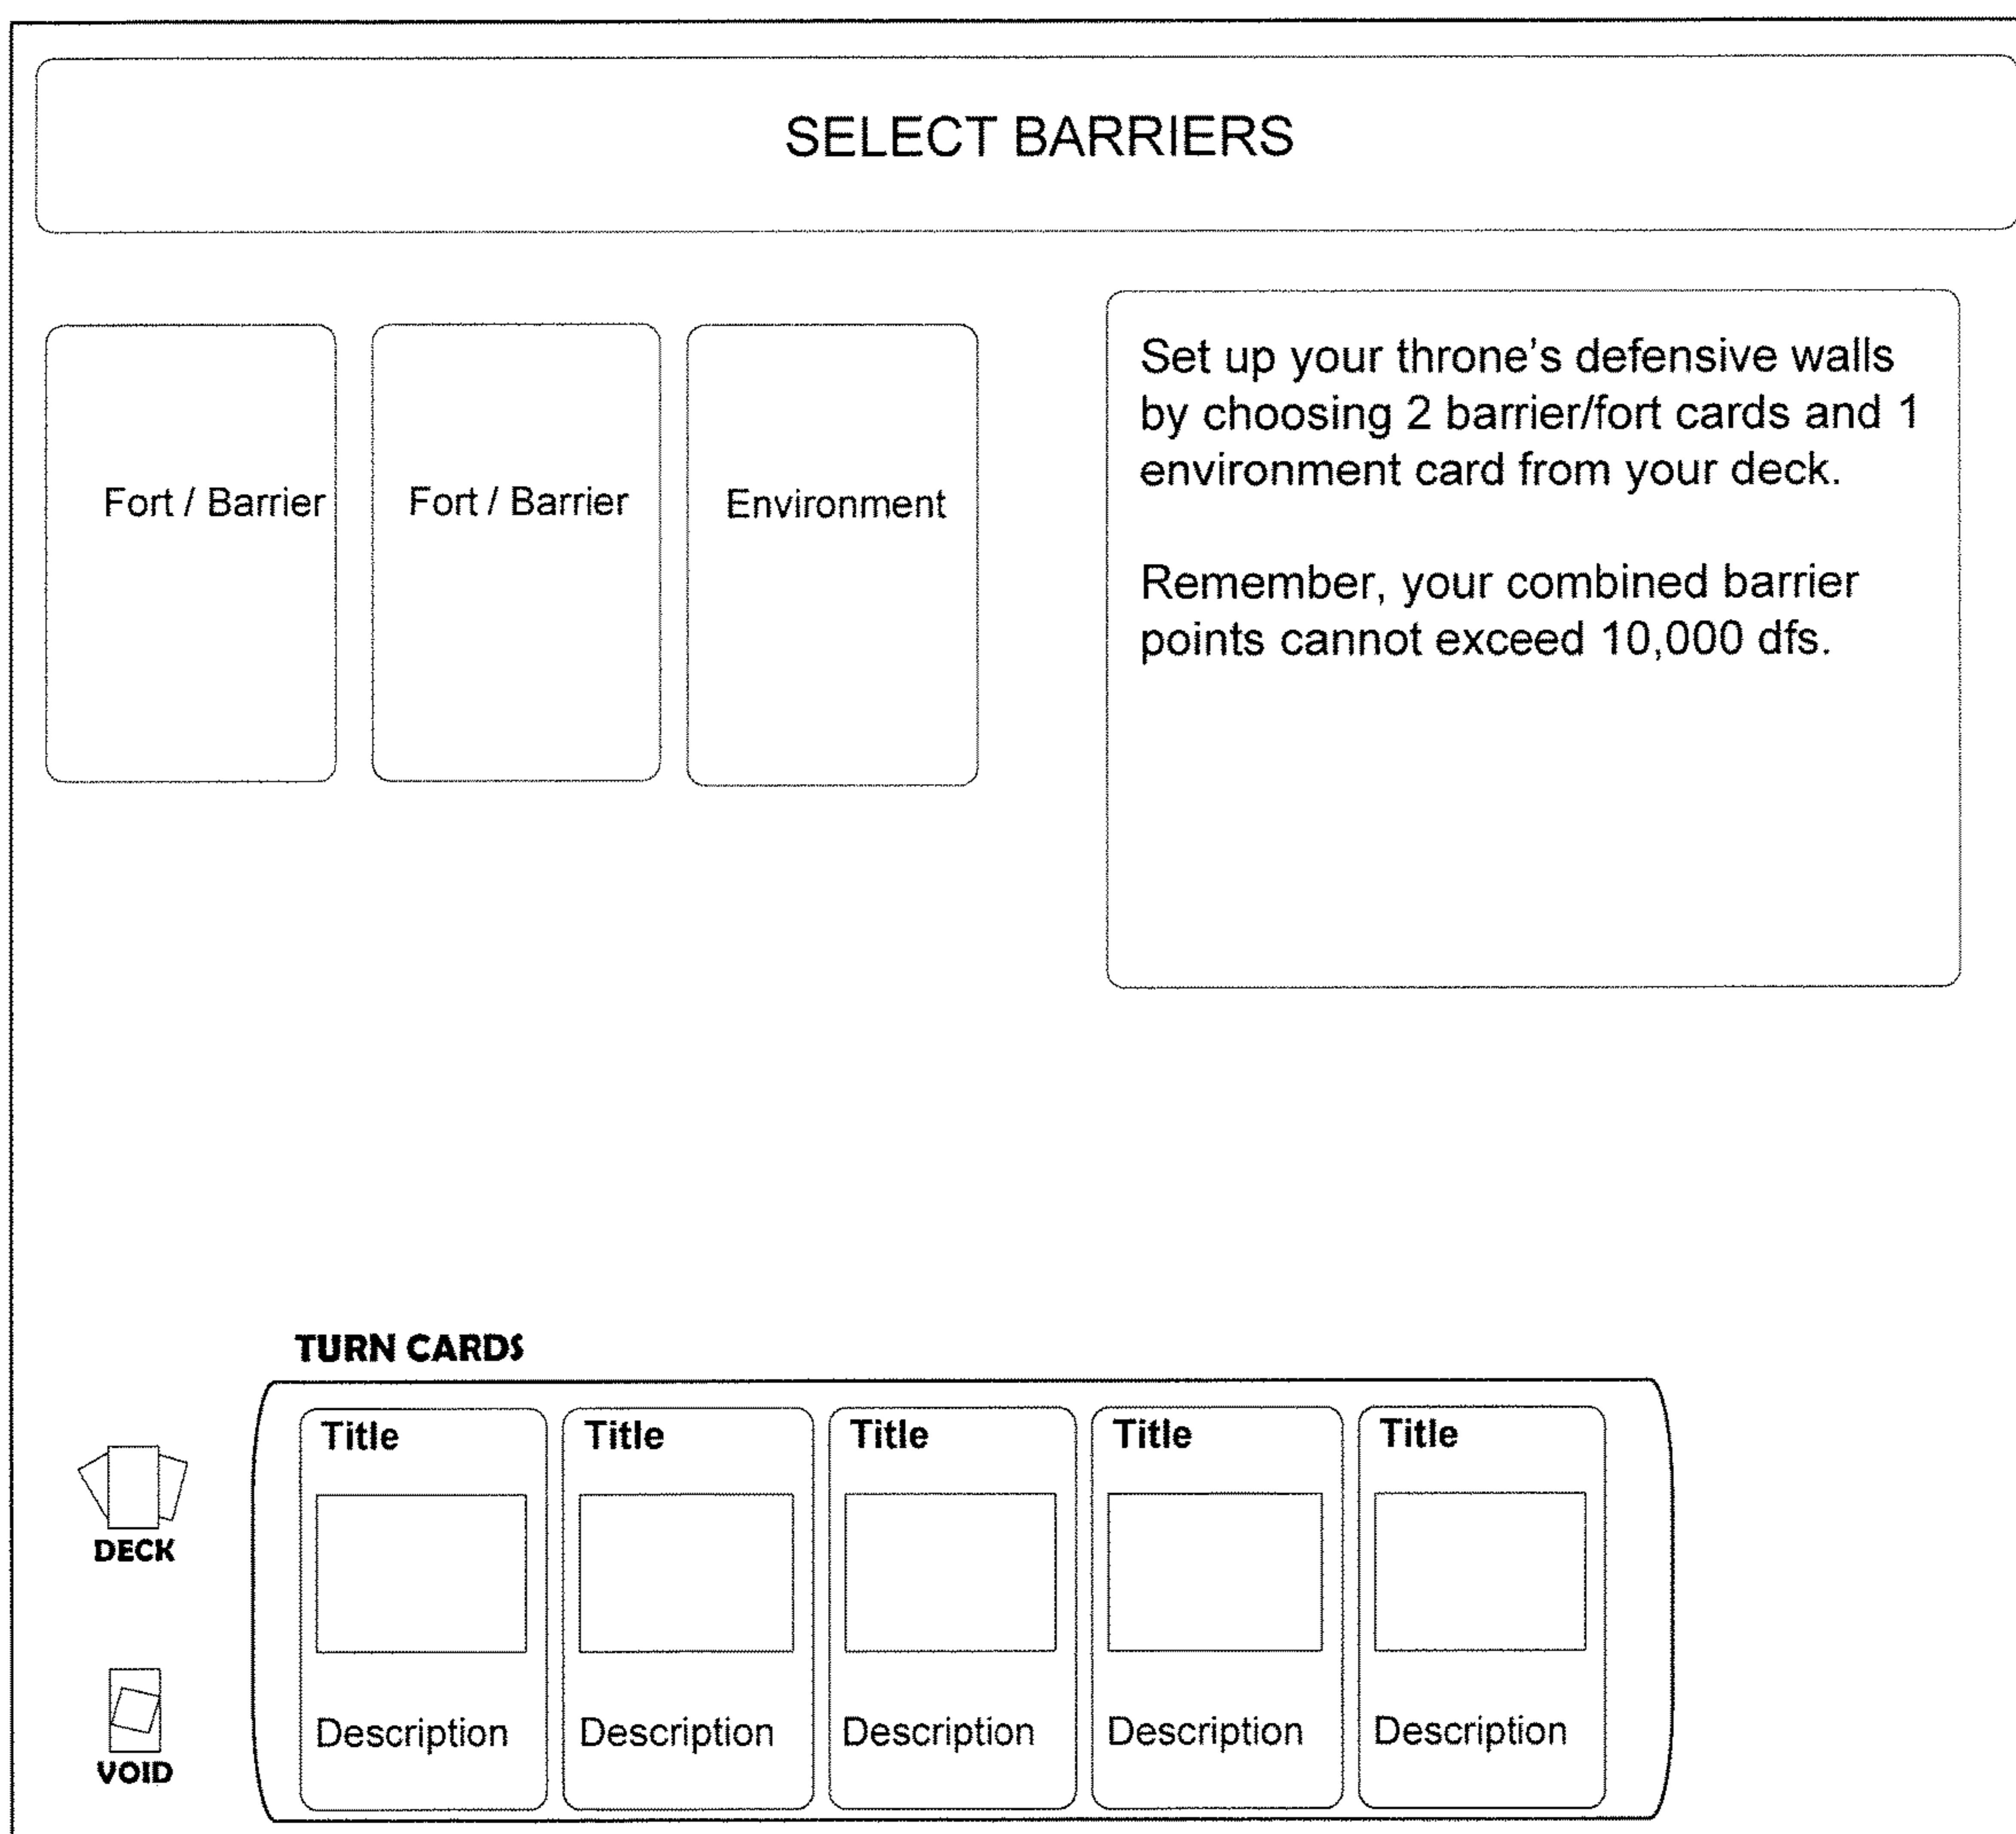 SELECT BARRIERS
Fort / Barrier
Fort / Barrier
Environment
Set up your throne’s defensive walls
by choosing 2 barrier/fort cards and 1
environment card from your deck.
Remember, your combined barrier
points cannot exceed 10,000 dfs.
TURN CARDS
DECK
VOID
Title
Title
Title
Title
Title
Description
Description
Description
Description
Description